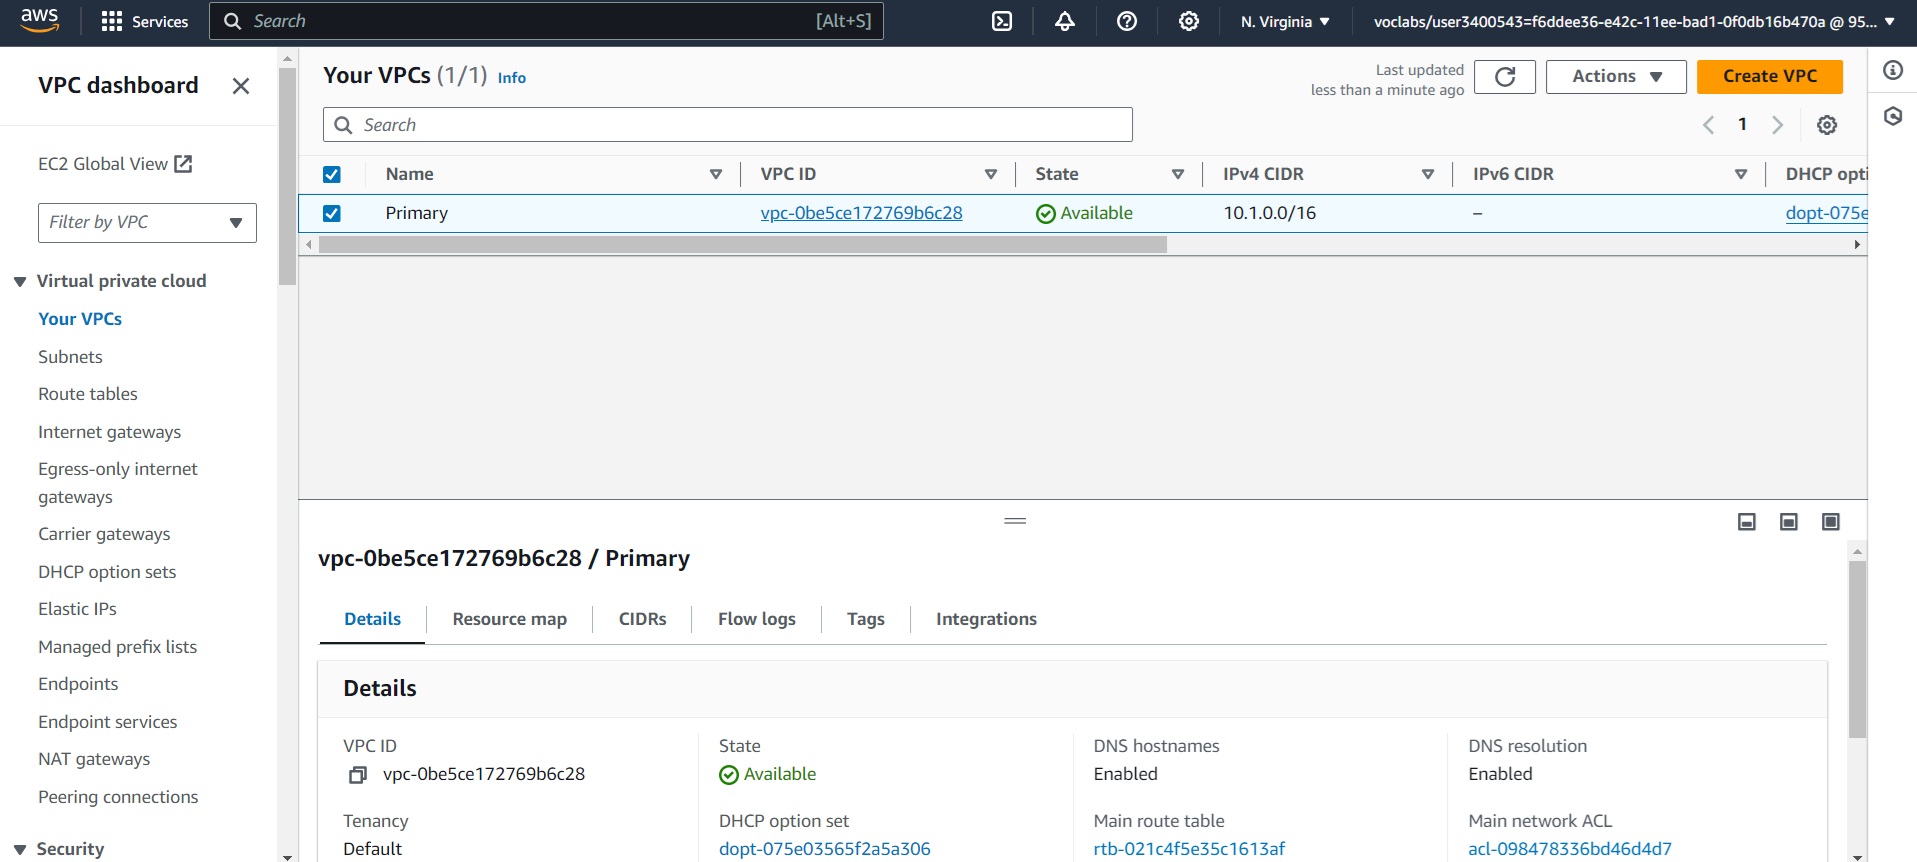 aws
Services
Search
[Alt+S]
N. Virginia
voclabs/user3400543=f6ddee36-e42c-11ee-bad1-0f0db16b470a @ 95...
VPC dashboard
EC2 Global View
Filter by VPC
Virtual private cloud
Your VPCs
Subnets
Route tables
Internet gateways
Egress-only internet
gateways
Carrier gateways
DHCP option sets
Elastic IPs
Managed prefix lists
Endpoints
Endpoint services
NAT gateways
Peering connections
Security
Your VPCs (1/1) Info
Last updated
less than a minute ago
Actions
Create VPC
Search
1
Name VPC ID State IPv4 CIDR IPv6 CIDR DHCP opti
Primary vpc-0be5ce172769b6c28 Available 10.1.0.0/16 – dopt-075e
vpc-0be5ce172769b6c28 / Primary
Details Resource map CIDRs Flow logs Tags Integrations
Details
VPC ID State DNS hostnames DNS resolution
vpc-0be5ce172769b6c28 Available Enabled Enabled
Tenancy DHCP option set Main route table Main network ACL
Default dopt-075e03565f2a5a306 rtb-021c4f5e35c1613af acl-098478336bd46d4d7